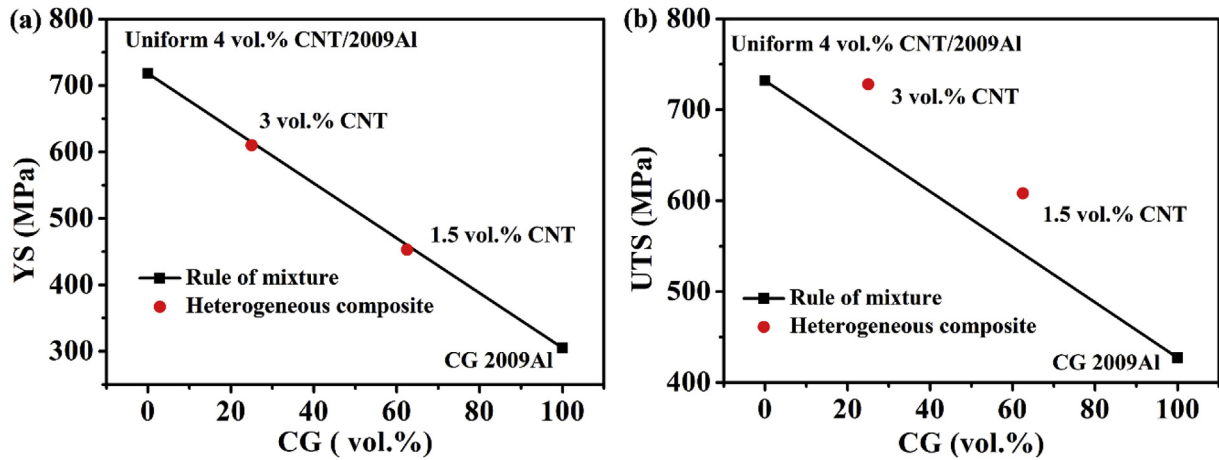 (a)
800
700
600
500
400
300
YS (MPa)
Uniform 4 vol.% CNT/2009Al
3 vol.% CNT
1.5 vol.% CNT
Rule of mixture
Heterogeneous composite
CG 2009Al
0 20 40 60 80 100
CG ( vol.%)
(b)
800
700
600
500
400
UTS (MPa)
Uniform 4 vol.% CNT/2009Al
3 vol.% CNT
1.5 vol.% CNT
Rule of mixture
Heterogeneous composite
CG 2009Al
0 20 40 60 80 100
CG (vol.%)